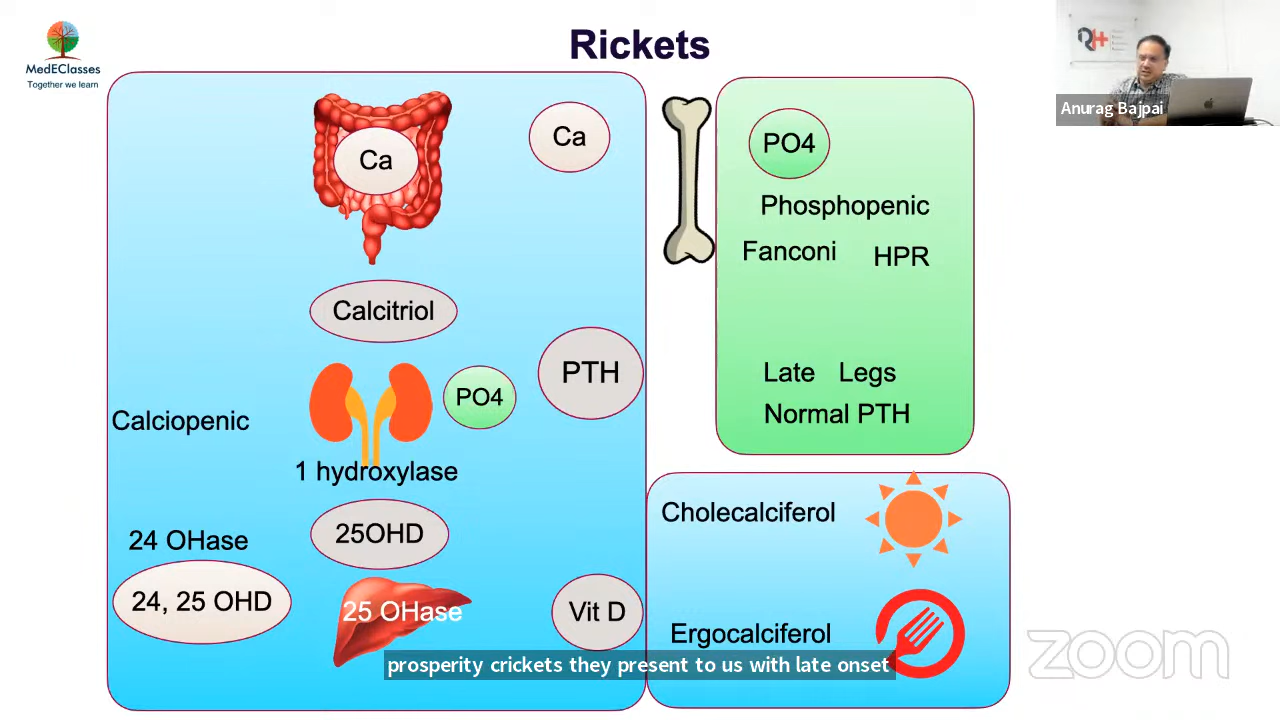 Rickets
MedEClasses
Together we learn
Anurag Bajpai
Ca
Ca
Calcitriol
PO4
PTH
Calciopenic
1 hydroxylase
24 OHase
25OHD
24, 25 OHD
25 OHase
Vit D
PO4
Phosphopenic
Fanconi HPR
Late Legs
Normal PTH
Cholecalciferol
Ergocalciferol
prosperity crickets they present to us with late onset
zoom